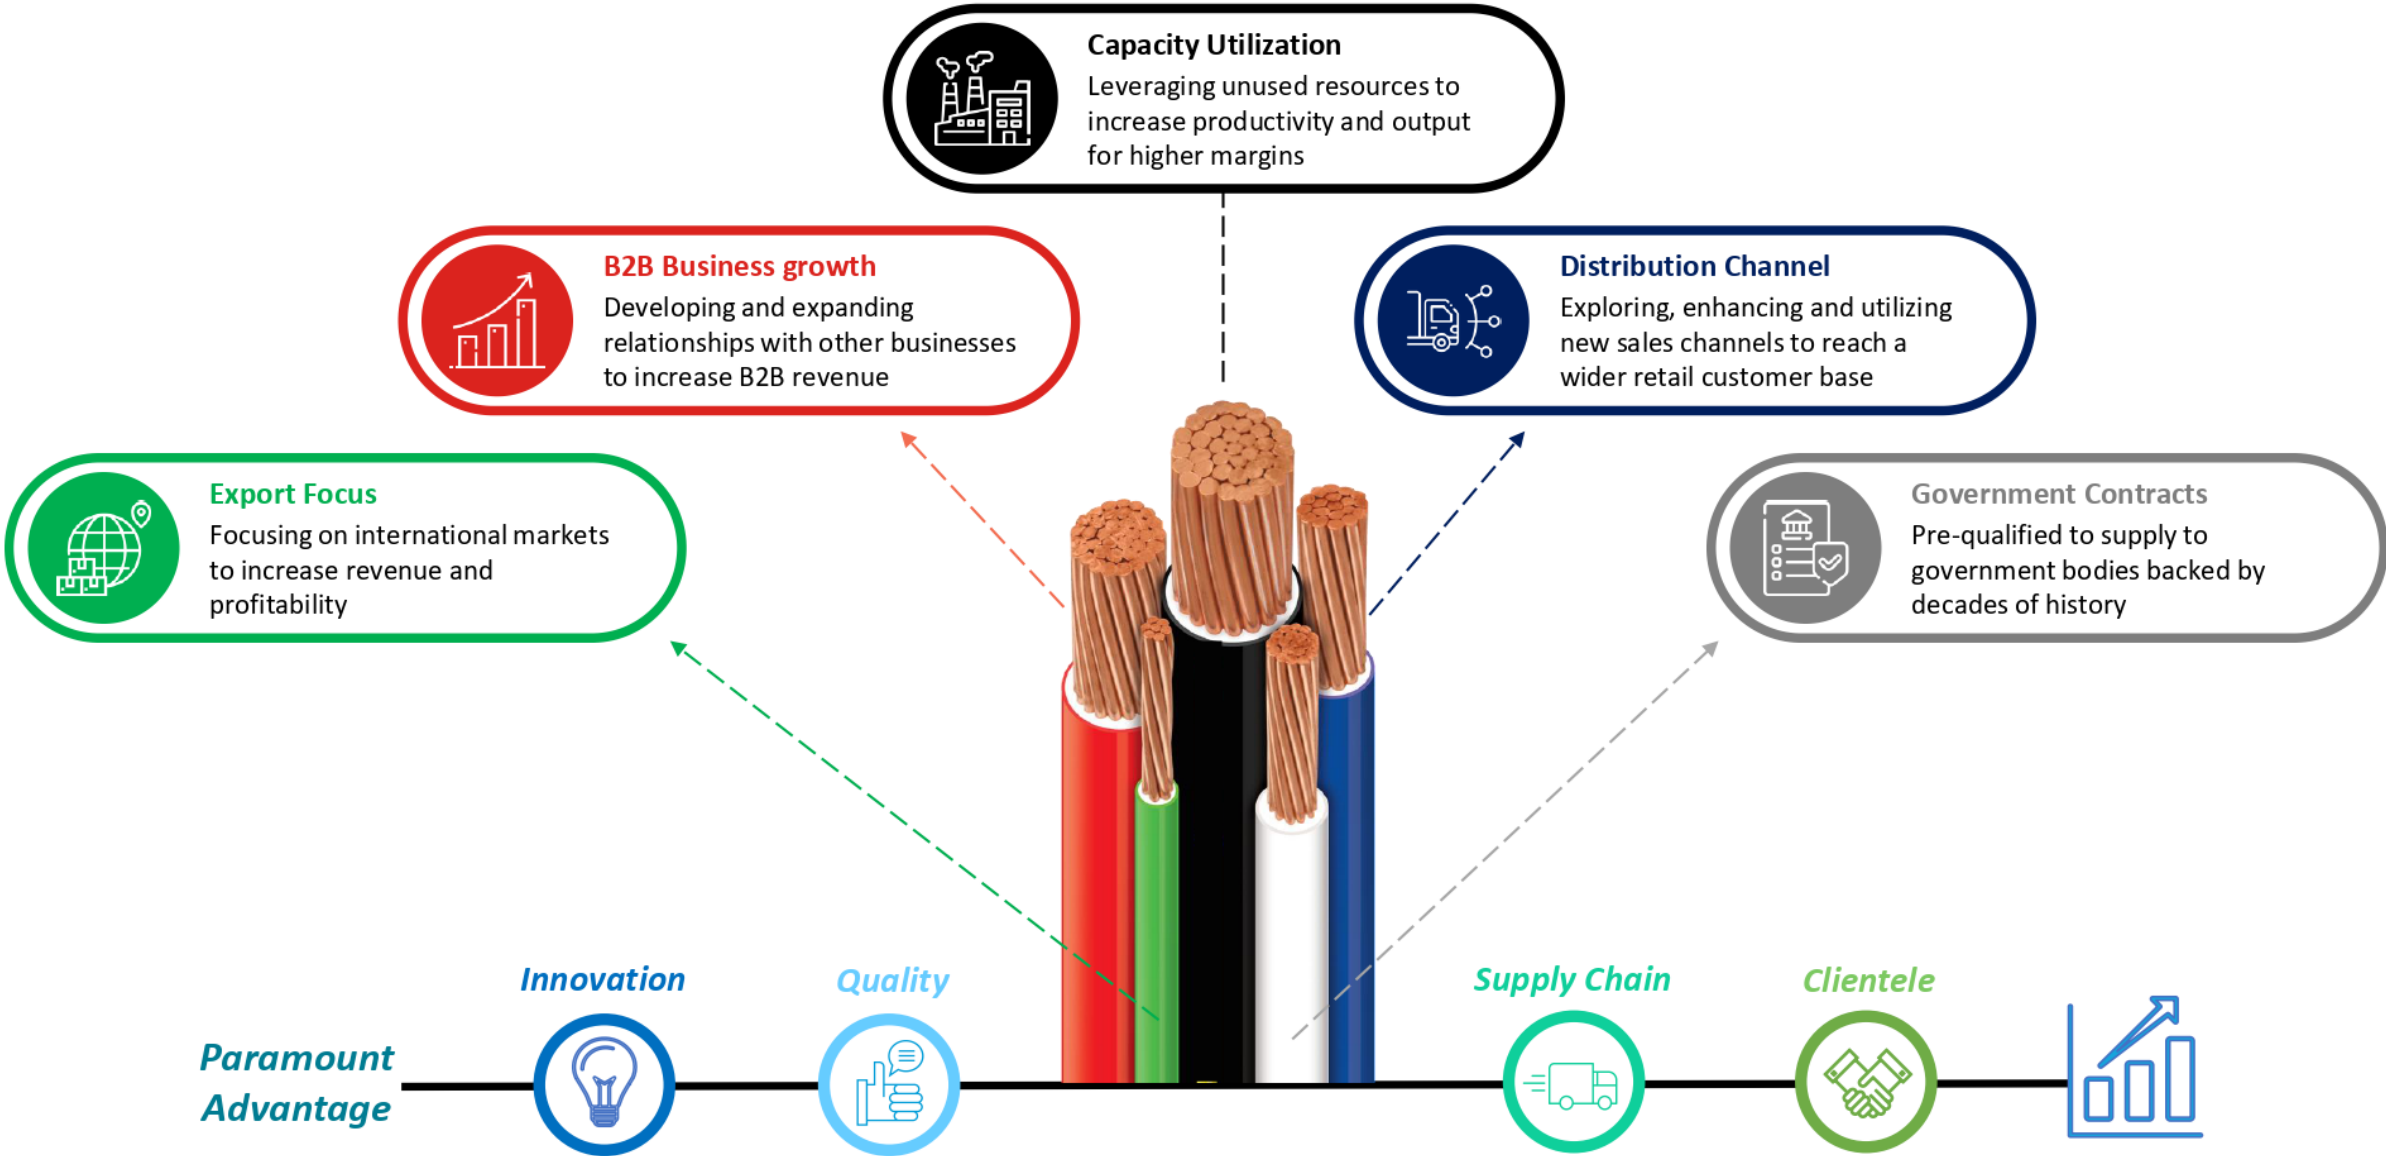 Capacity Utilization
Leveraging unused resources to
increase productivity and output
for higher margins
B2B Business growth
Developing and expanding
relationships with other businesses
to increase B2B revenue
Distribution Channel
Exploring, enhancing and utilizing
new sales channels to reach a
wider retail customer base
Export Focus
Focusing on international markets
to increase revenue and
profitability
Government Contracts
Pre-qualified to supply to
government bodies backed by
decades of history
Paramount
Advantage
Innovation
Quality
Supply Chain
Clientele